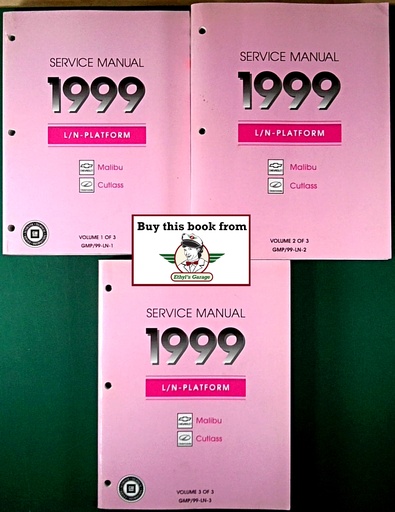 SERVICE MANUAL
1999
L/N-PLATFORM
Malibu
Cutlass
VOLUME 1 OF 3
GMP/99-LN-1
SERVICE MANUAL
1999
L/N-PLATFORM
Malibu
Cutlass
VOLUME 2 OF 3
GMP/99-LN-2
Buy this book from
Ethyl's Garage
SERVICE MANUAL
1999
L/N-PLATFORM
Malibu
Cutlass
VOLUME 3 OF 3
GMP/99-LN-3